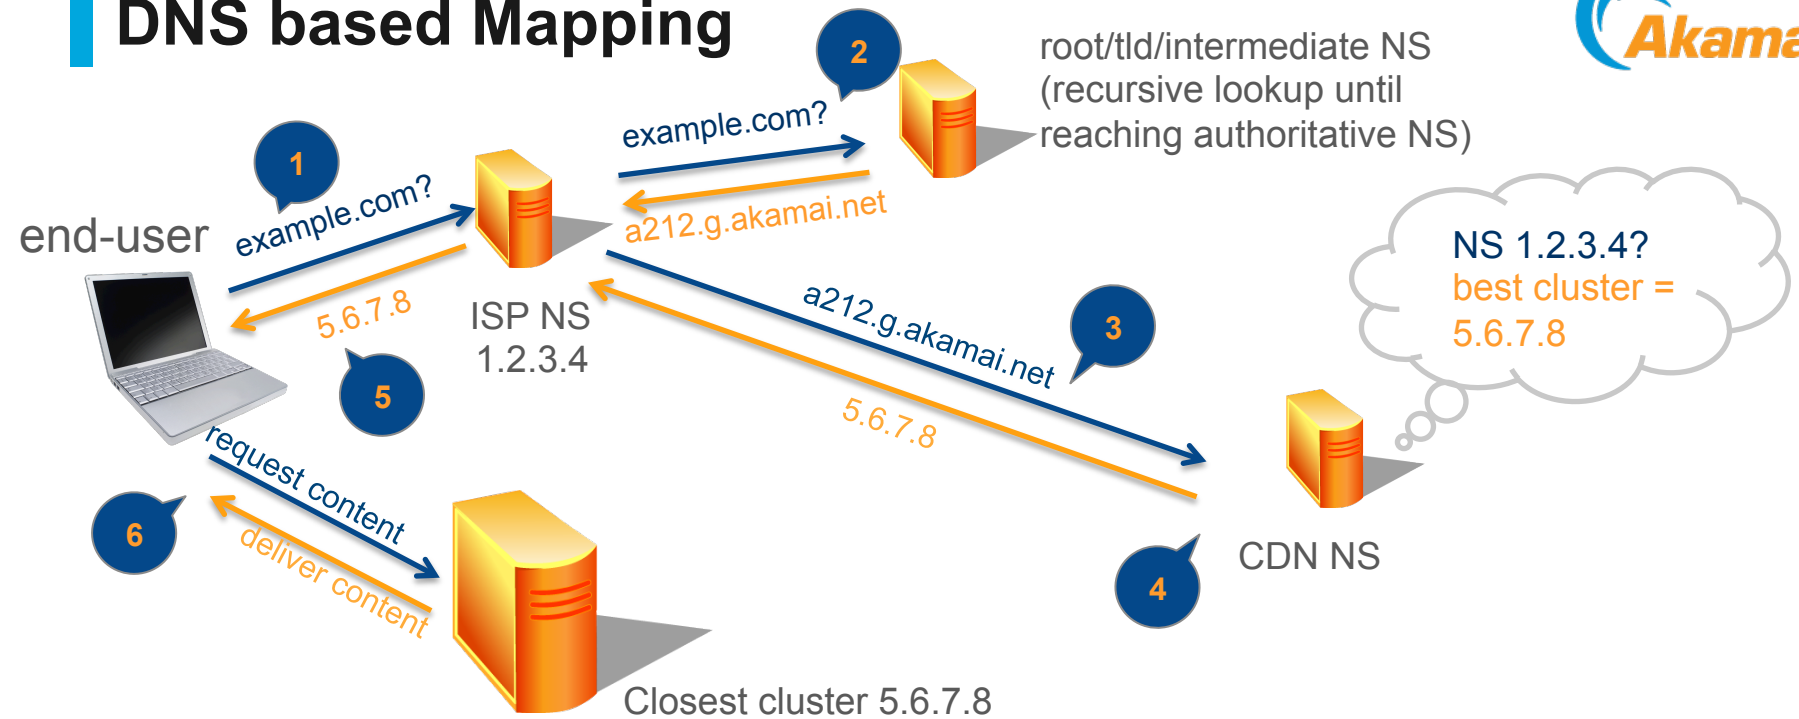 DNS based Mapping
Akama
2
root/tld/intermediate NS
(recursive lookup until
reaching authoritative NS)
example.com?
1
example.com?
a212.g.akamai.net
end-user
NS 1.2.3.4?
best cluster =
5.6.7.8
5.6.7.8
ISP NS
1.2.3.4
a212.g.akamai.net
3
5
5.6.7.8
request content
6
deliver content
CDN NS
4
Closest cluster 5.6.7.8